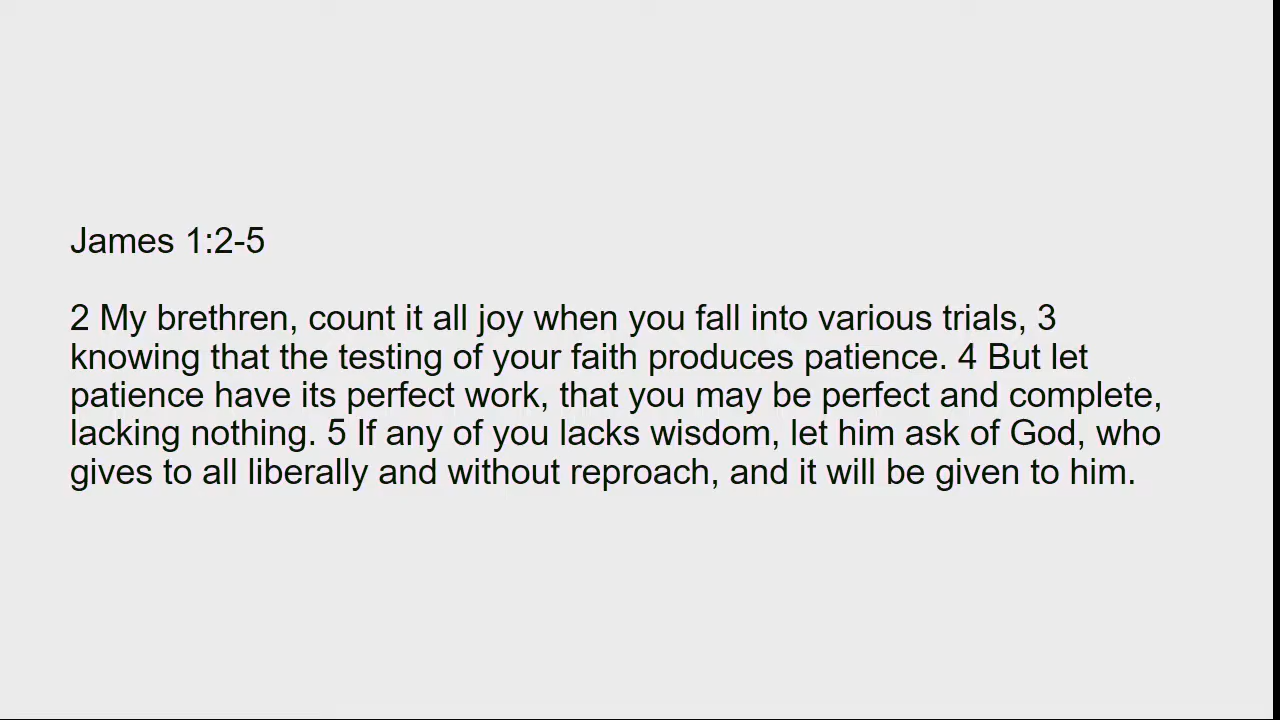 James 1:2-5
2 My brethren, count it all joy when you fall into various trials, 3
knowing that the testing of your faith produces patience. 4 But let
patience have its perfect work, that you may be perfect and complete,
lacking nothing. 5 If any of you lacks wisdom, let him ask of God, who
gives to all liberally and without reproach, and it will be given to him.